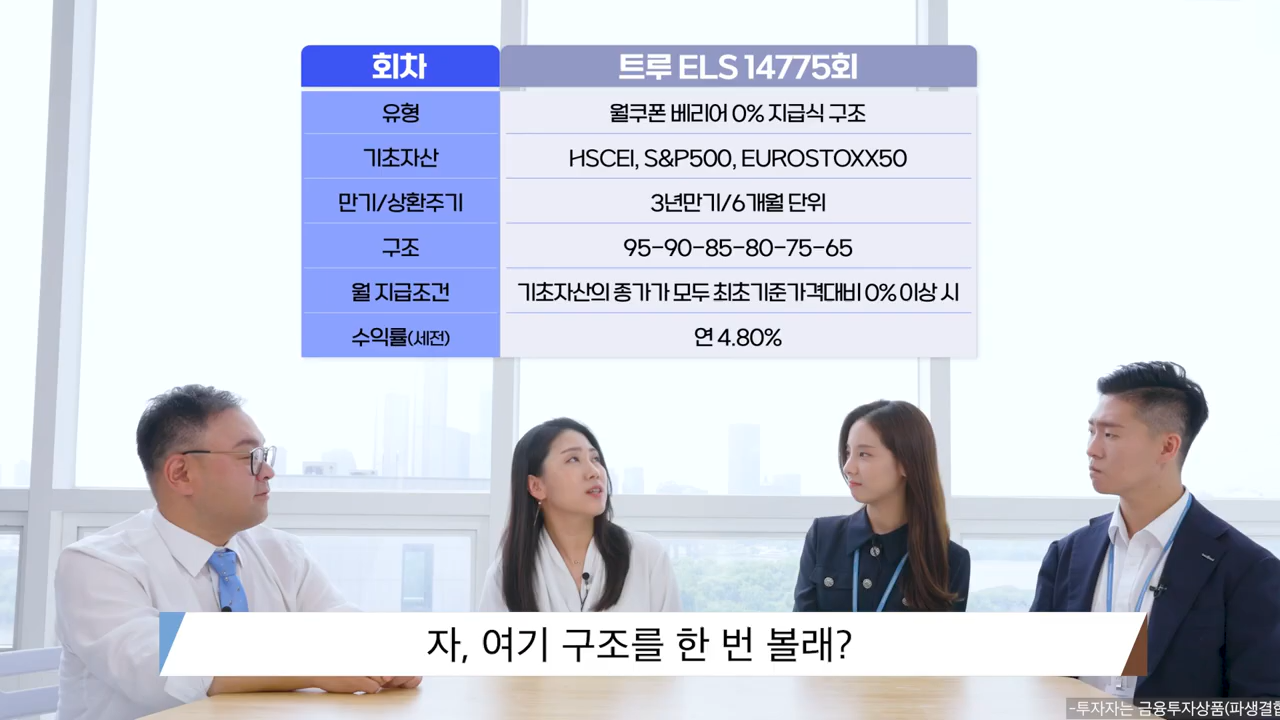 회차 트루 ELS 14775회
유형 월쿠폰 베리어 0% 지급식 구조
기초자산 HSCEI, S&P500, EUROSTOXX50
만기/상환주기 3년만기/6개월 단위
구조 95-90-85-80-75-65
월 지급조건 기초자산의 종가가 모두 최초기준가격대비 0% 이상 시
수익률(세전) 연 4.80%
자, 여기 구조를 한 번 볼래?
-투자자는 금융투자상품(파생결합